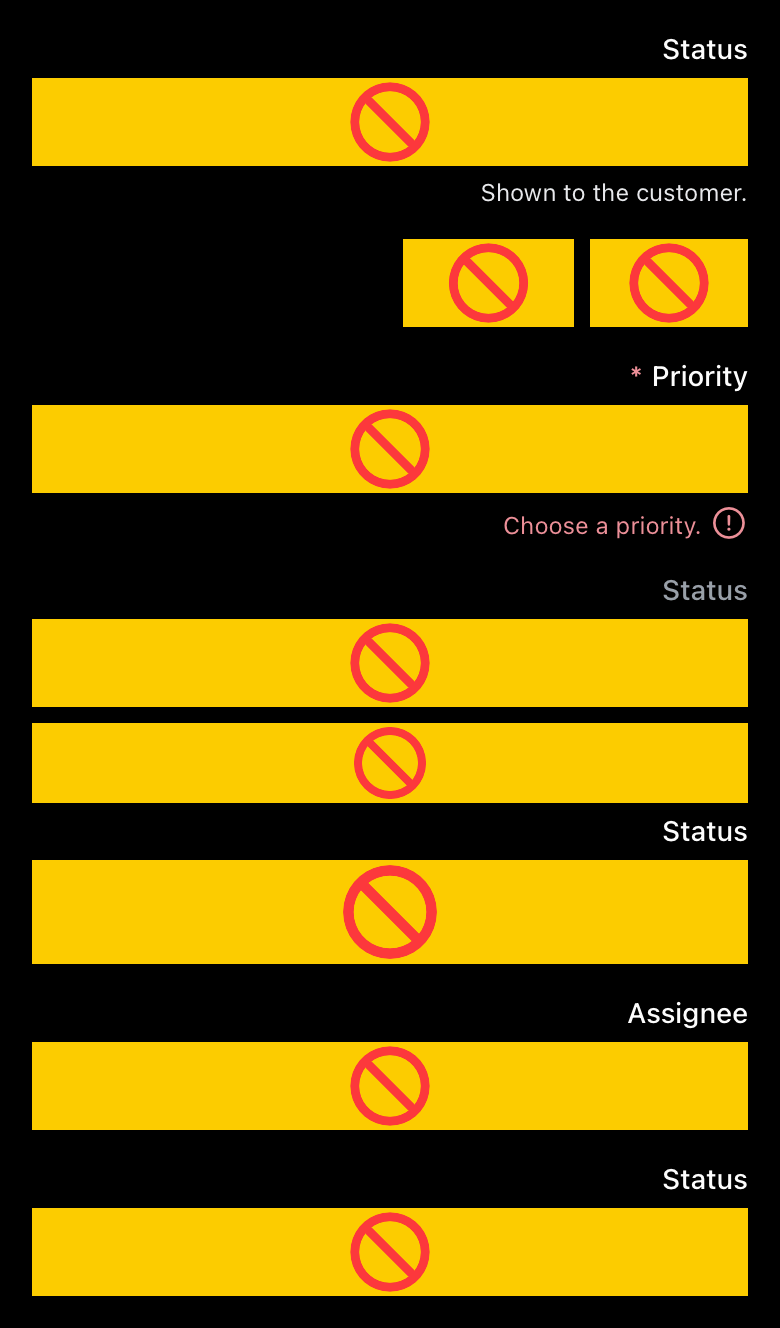 Status
Shown to the customer.
* Priority
Choose a priority.
Status
Status
Assignee
Status